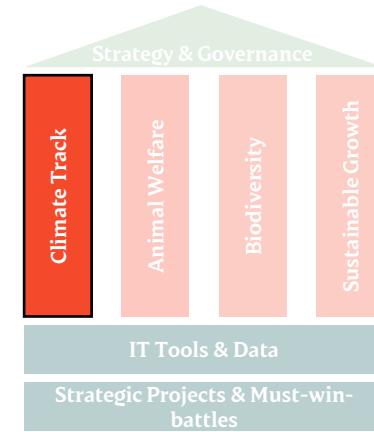 Strategy & Governance
Climate Track
Animal Welfare
Biodiversity
Sustainable Growth
IT Tools & Data
Strategic Projects & Must-win-
battles